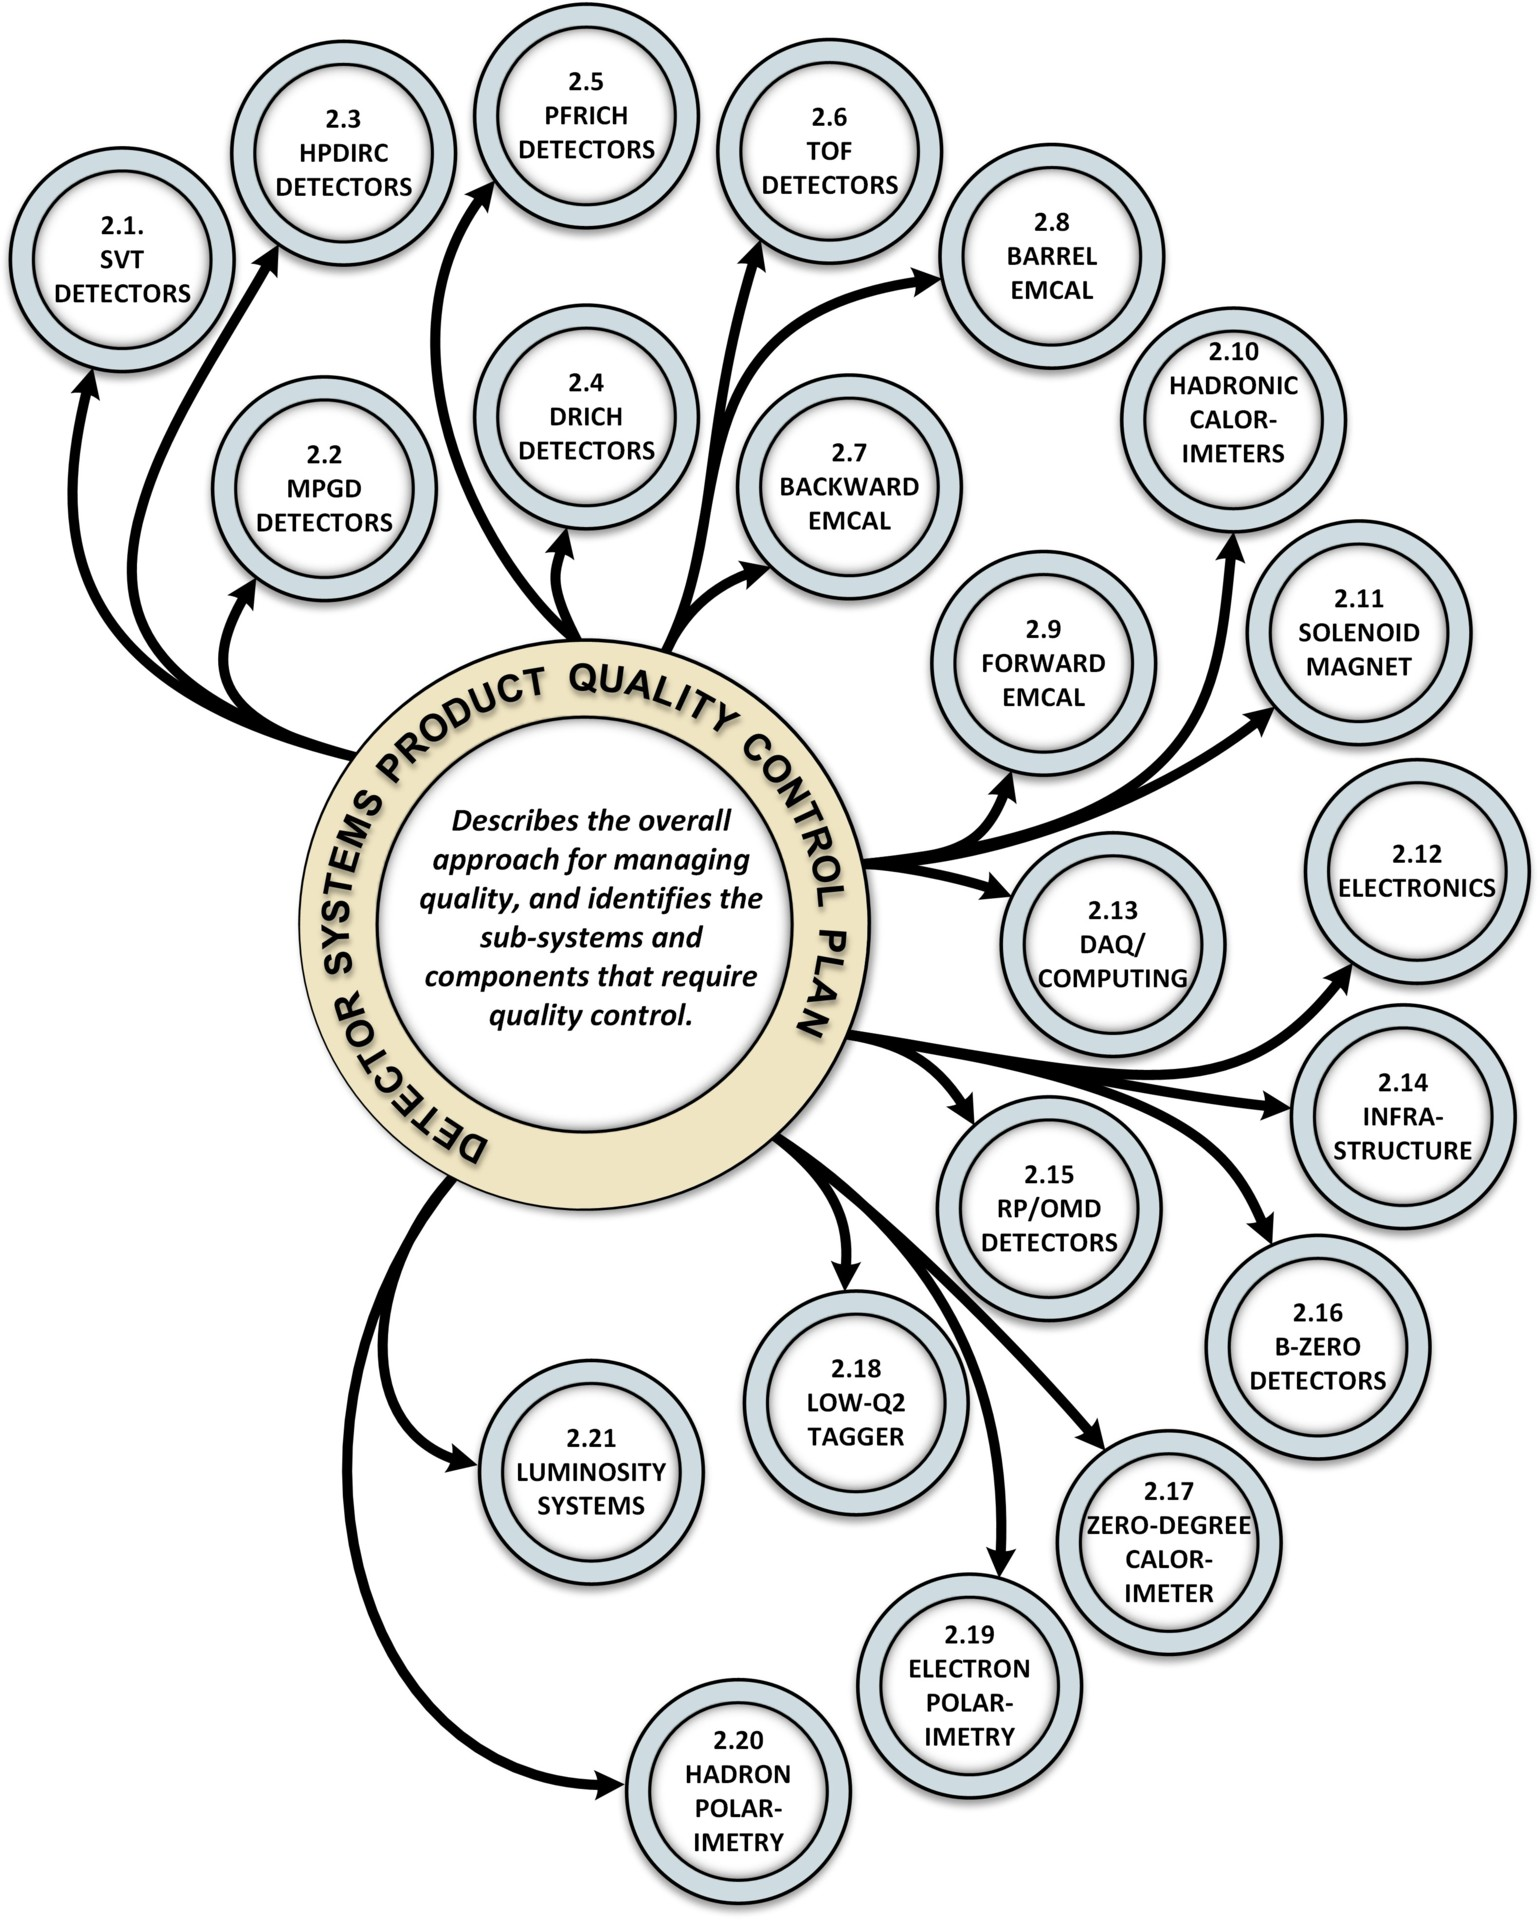 2.1.
SVT
DETECTORS
2.2
MPGD
DETECTORS
2.3
HPDIRC
DETECTORS
2.4
DRICH
DETECTORS
2.5
PFRICH
DETECTORS
2.6
TOF
DETECTORS
2.7
BACKWARD
EMCAL
2.8
BARREL
EMCAL
2.9
FORWARD
EMCAL
2.10
HADRONIC
CALOR-
IMETERS
2.11
SOLENOID
MAGNET
2.12
ELECTRONICS
2.13
DAQ/
COMPUTING
2.14
INFRA-
STRUCTURE
2.15
RP/OMD
DETECTORS
2.16
B-ZERO
DETECTORS
2.17
ZERO-DEGREE
CALOR-
IMETER
2.18
LOW-Q2
TAGGER
2.19
ELECTRON
POLAR-
IMETRY
2.20
HADRON
POLAR-
IMETRY
2.21
LUMINOSITY
SYSTEMS
DETECTOR SYSTEMS PRODUCT QUALITY CONTROL PLAN
Describes the overall
approach for managing
quality, and identifies the
sub-systems and
components that require
quality control.